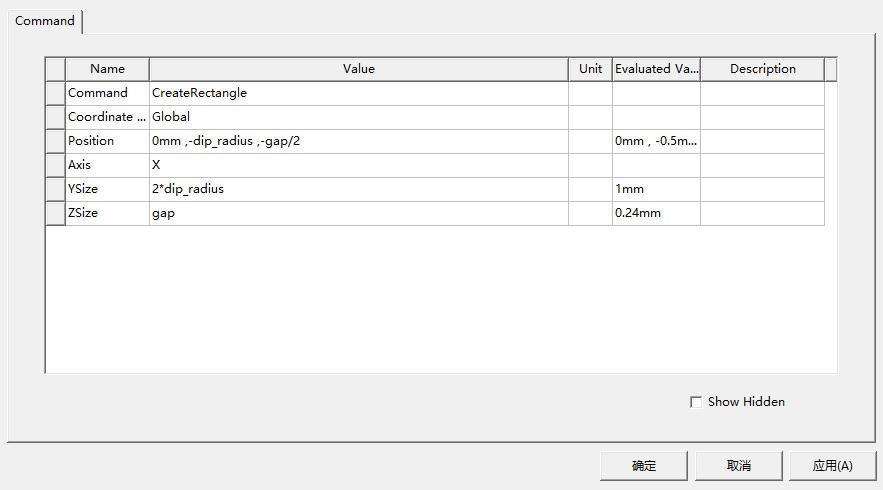 Command
Name Value Unit Evaluated Va... Description
Command CreateRectangle
Coordinate ... Global
Position 0mm ,-dip_radius ,-gap/2 0mm , -0.5m...
Axis X
YSize 2*dip_radius 1mm
ZSize gap 0.24mm
Show Hidden
确定 取消 应用(A)